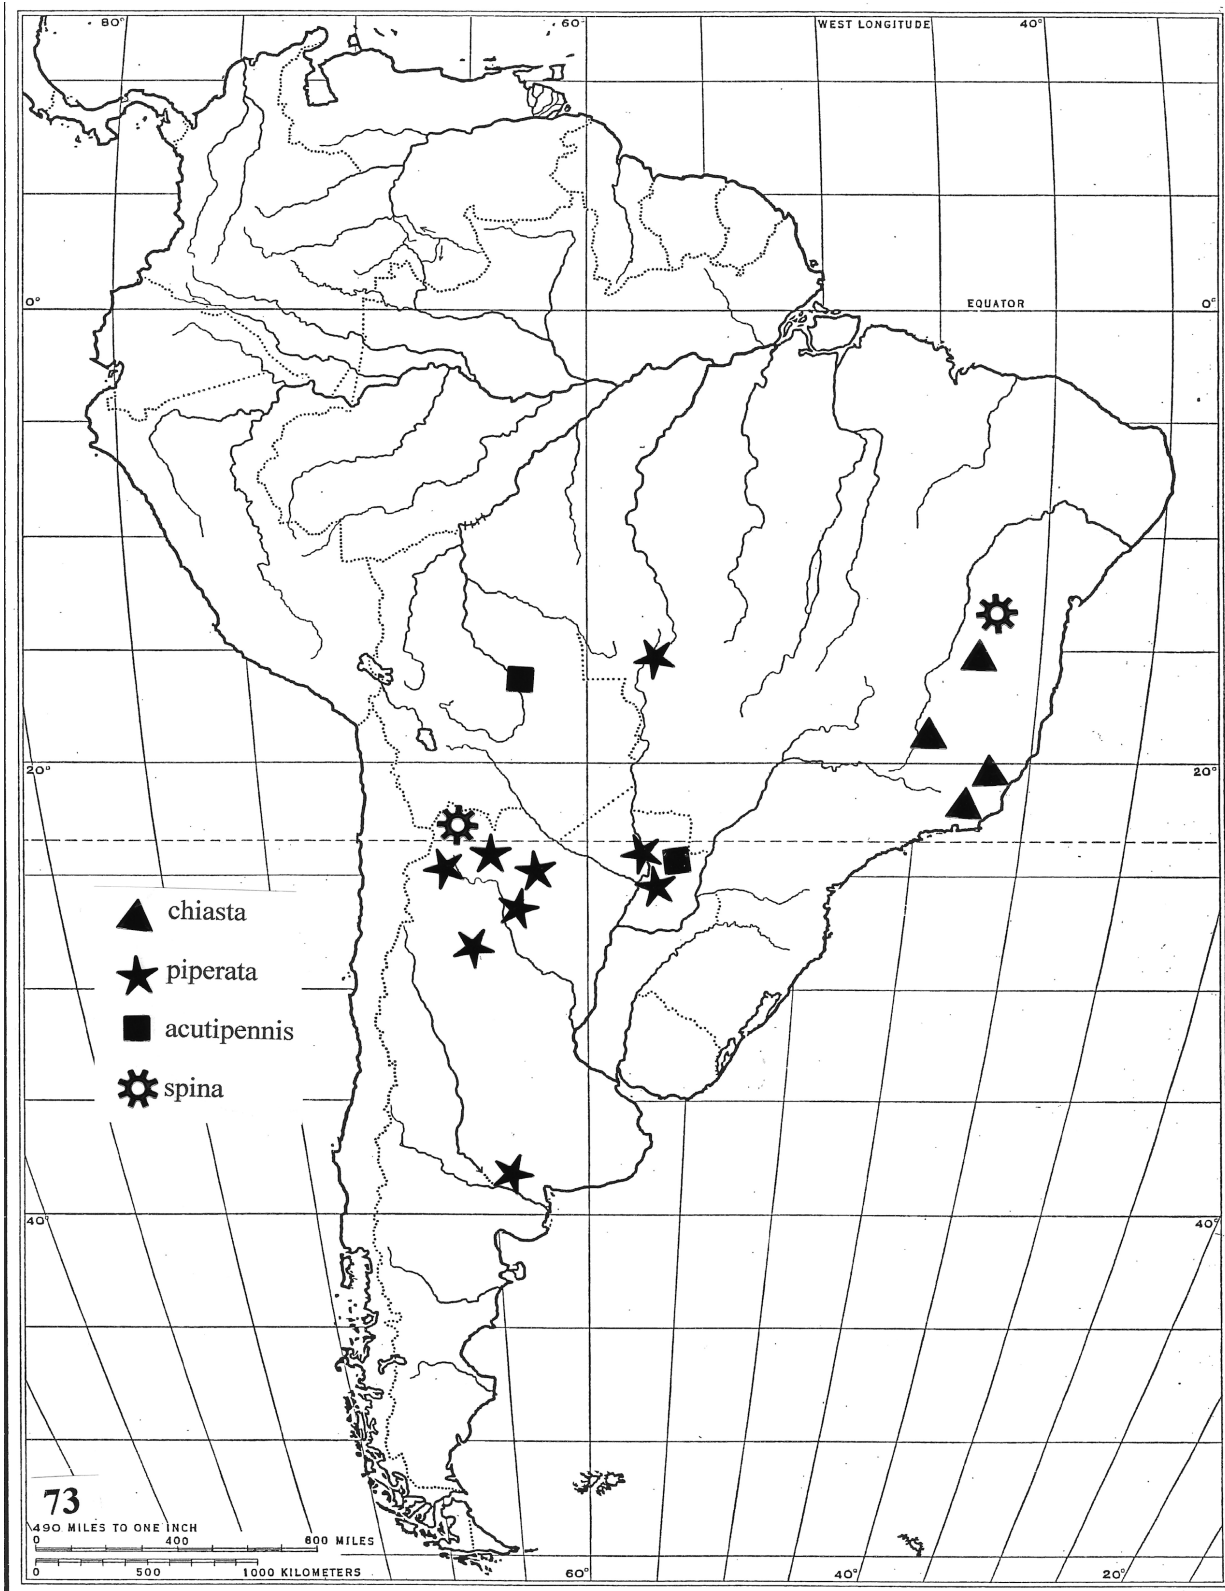 80° 60° WEST LONGITUDE 40°
0° EQUATOR 0°
20° 20°
chiasta
piperata
acutipennis
spina
40° 40°
73
490 MILES TO ONE INCH
0 400 600 MILES
0 500 1000 KILOMETERS 60° 40° 20°